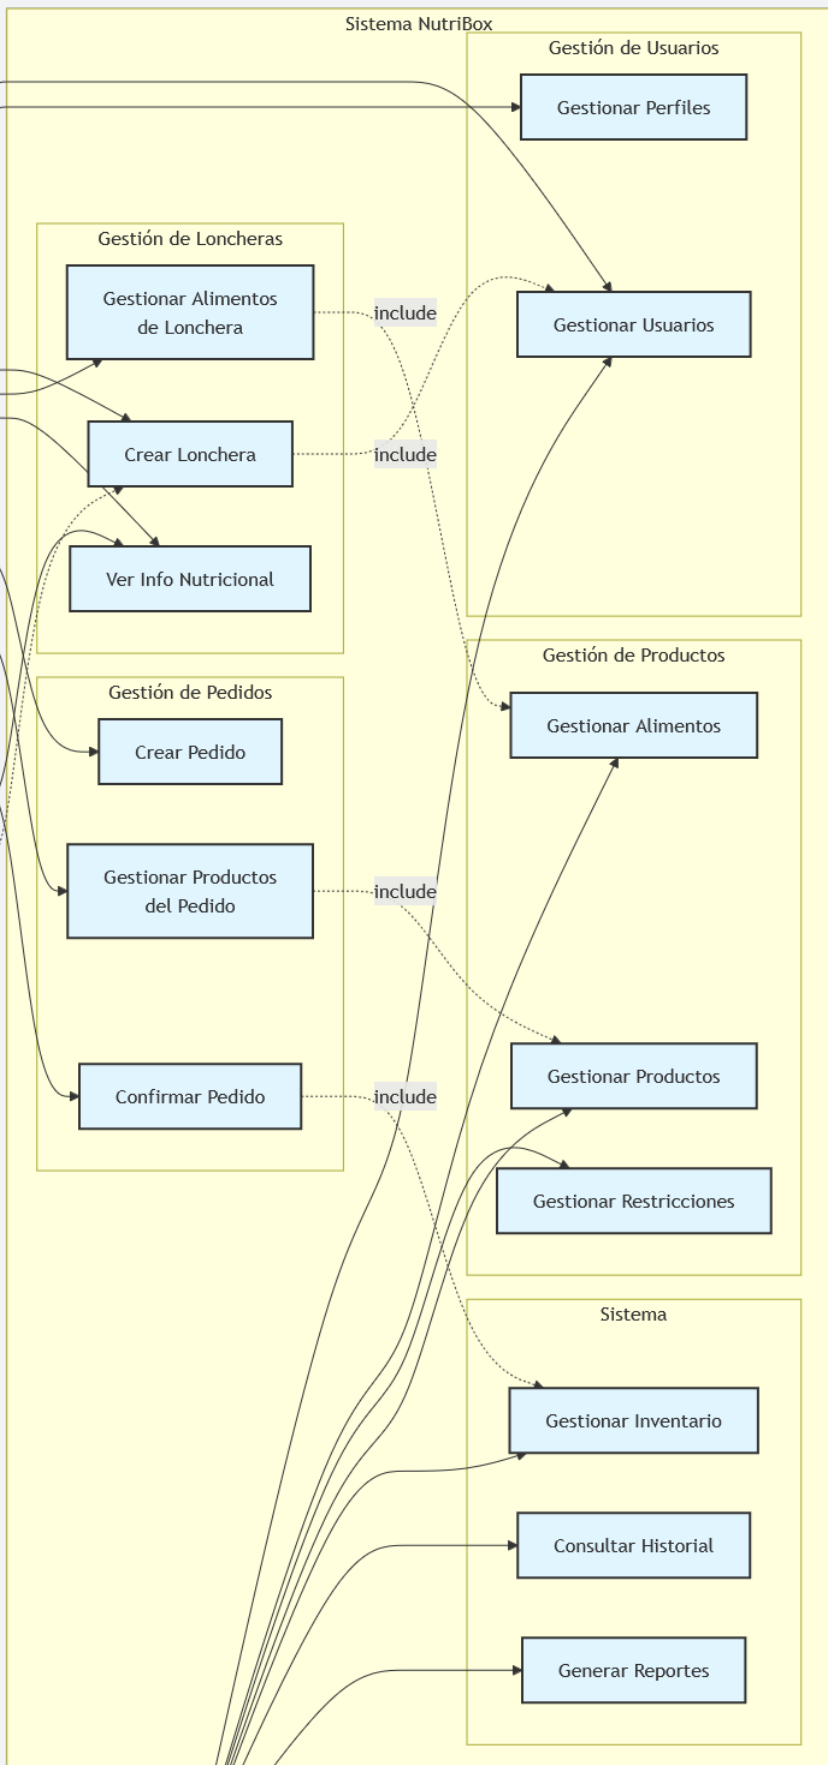 Sistema NutriBox
Gestión de Usuarios
Gestionar Perfiles
Gestionar Usuarios
Gestión de Loncheras
Gestionar Alimentos
de Lonchera
include
Crear Lonchera
include
Ver Info Nutricional
Gestión de Productos
Gestionar Alimentos
Gestión de Pedidos
Crear Pedido
Gestionar Productos
del Pedido
include
Gestionar Productos
Confirmar Pedido
include
Gestionar Restricciones
Sistema
Gestionar Inventario
Consultar Historial
Generar Reportes